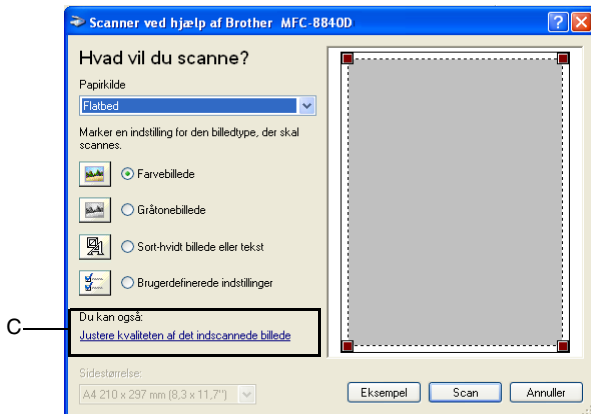 Scanner ved hjælp af Brother MFC-8840D
Hvad vil du scanne?
Papirkilde
Flatbed
Marker en indstilling for den billedtype, der skal
scannes.
Farvebillede
Gråtonebillede
Sort-hvidt billede eller tekst
Brugerdefinerede indstillinger
C
Du kan også:
Justere kvaliteten af det indscannede billede
Sidestørrelse:
A4 210 x 297 mm (8,3 x 11,7")
Eksempel
Scan
Annuller